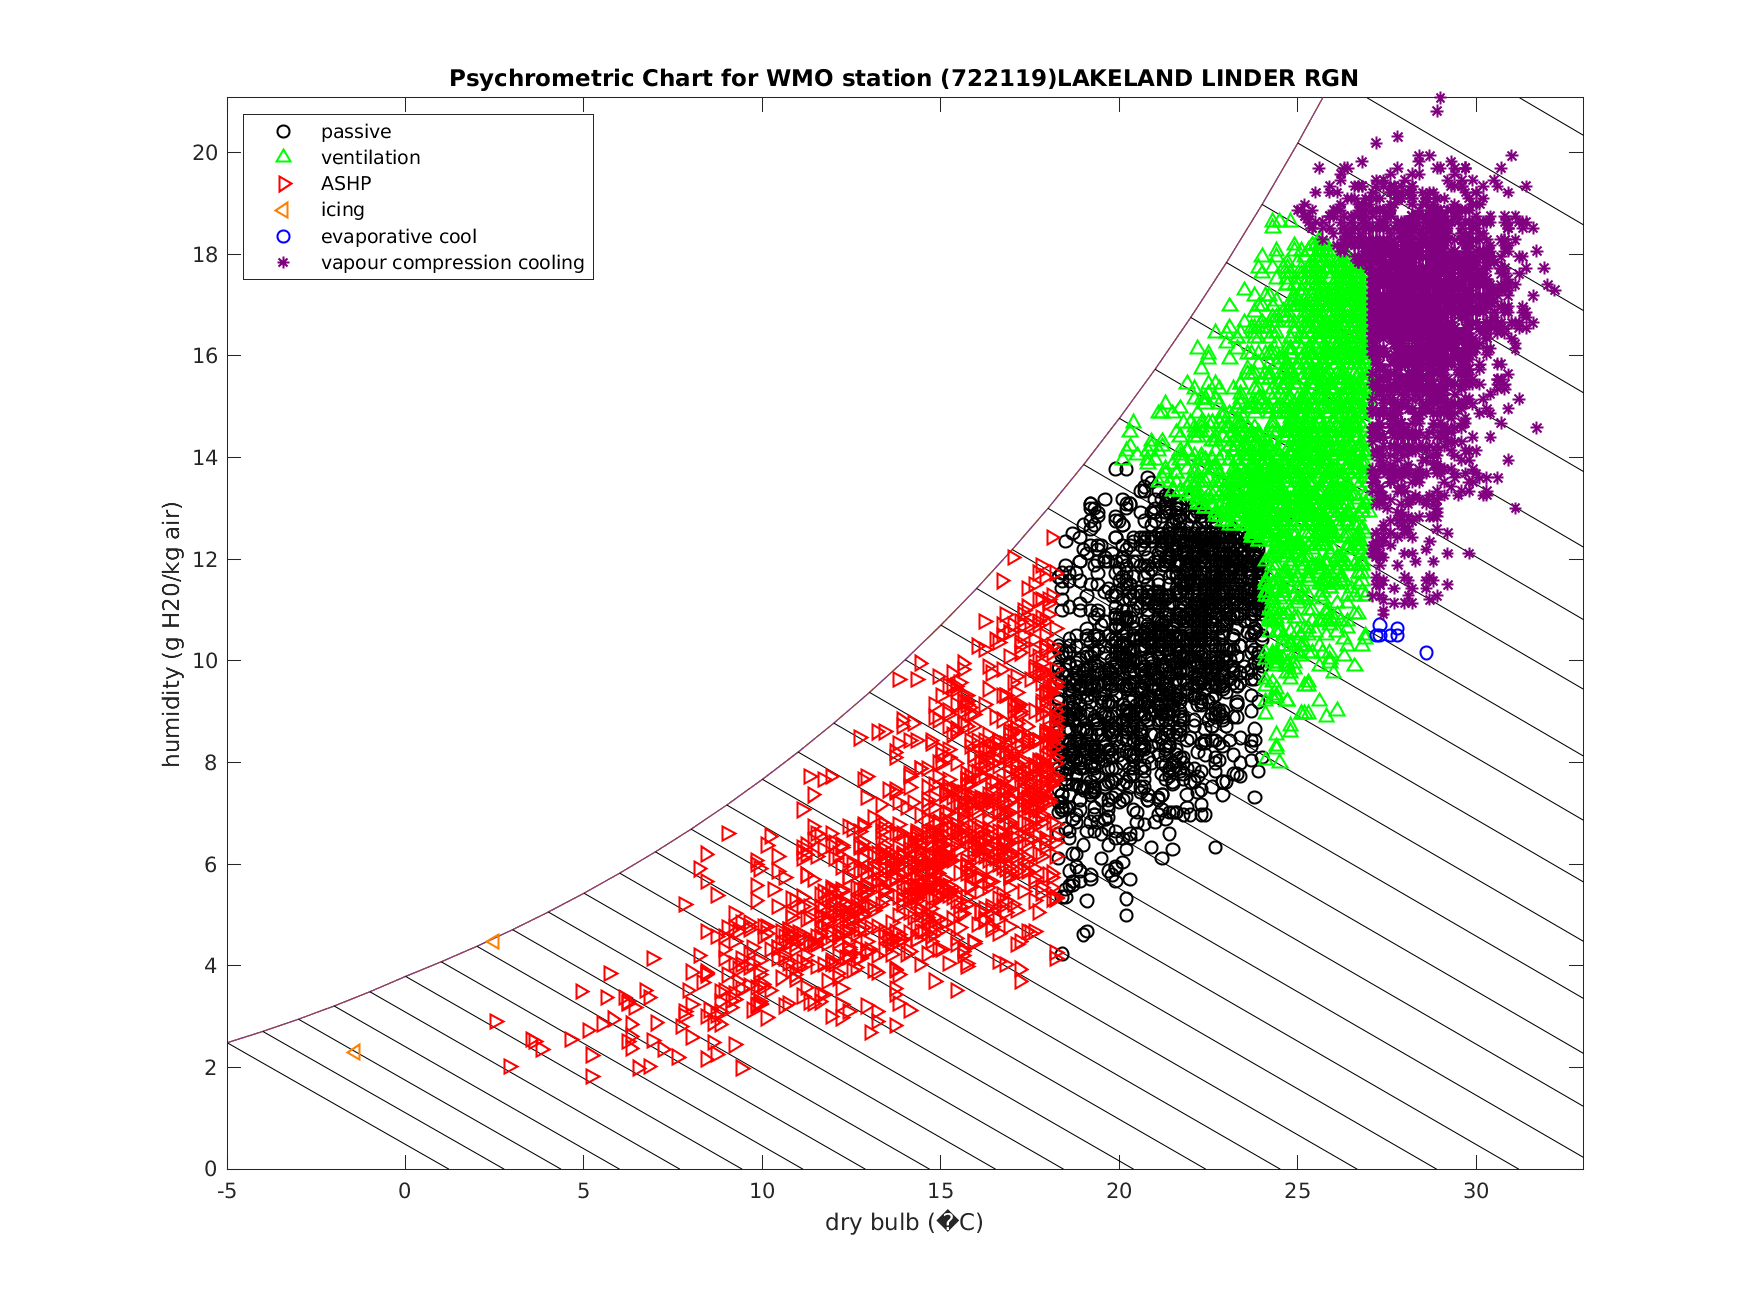 Psychrometric Chart for WMO station (722119)LAKELAND LINDER RGN
passive
ventilation
ASHP
icing
evaporative cool
vapour compression cooling
humidity (g H20/kg air)
20
18
16
14
12
10
8
6
4
2
0
-5 0 5 10 15 20 25 30
dry bulb (�C)